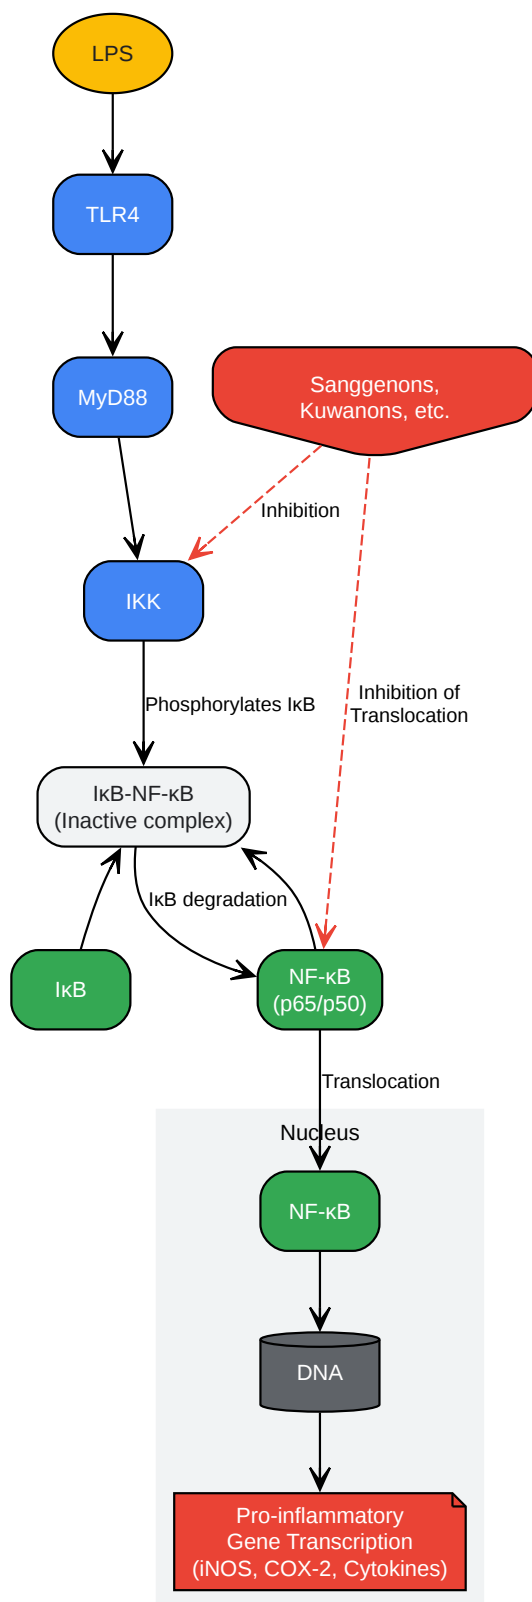 LPS
TLR4
MyD88
Sanggenons,
Kuwanons, etc.
Inhibition
IKK
Inhibition of
Translocation
Phosphorylates IκB
IκB-NF-κB
(Inactive complex)
IκB degradation
IκB
NF-κB
(p65/p50)
Translocation
Nucleus
NF-κB
DNA
Pro-inflammatory
Gene Transcription
(iNOS, COX-2, Cytokines)